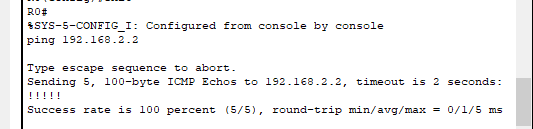 R0#
%SYS-5-CONFIG_I: Configured from console by console
ping 192.168.2.2
Type escape sequence to abort.
Sending 5, 100-byte ICMP Echos to 192.168.2.2, timeout is 2 seconds:
!!!!!
Success rate is 100 percent (5/5), round-trip min/avg/max = 0/1/5 ms